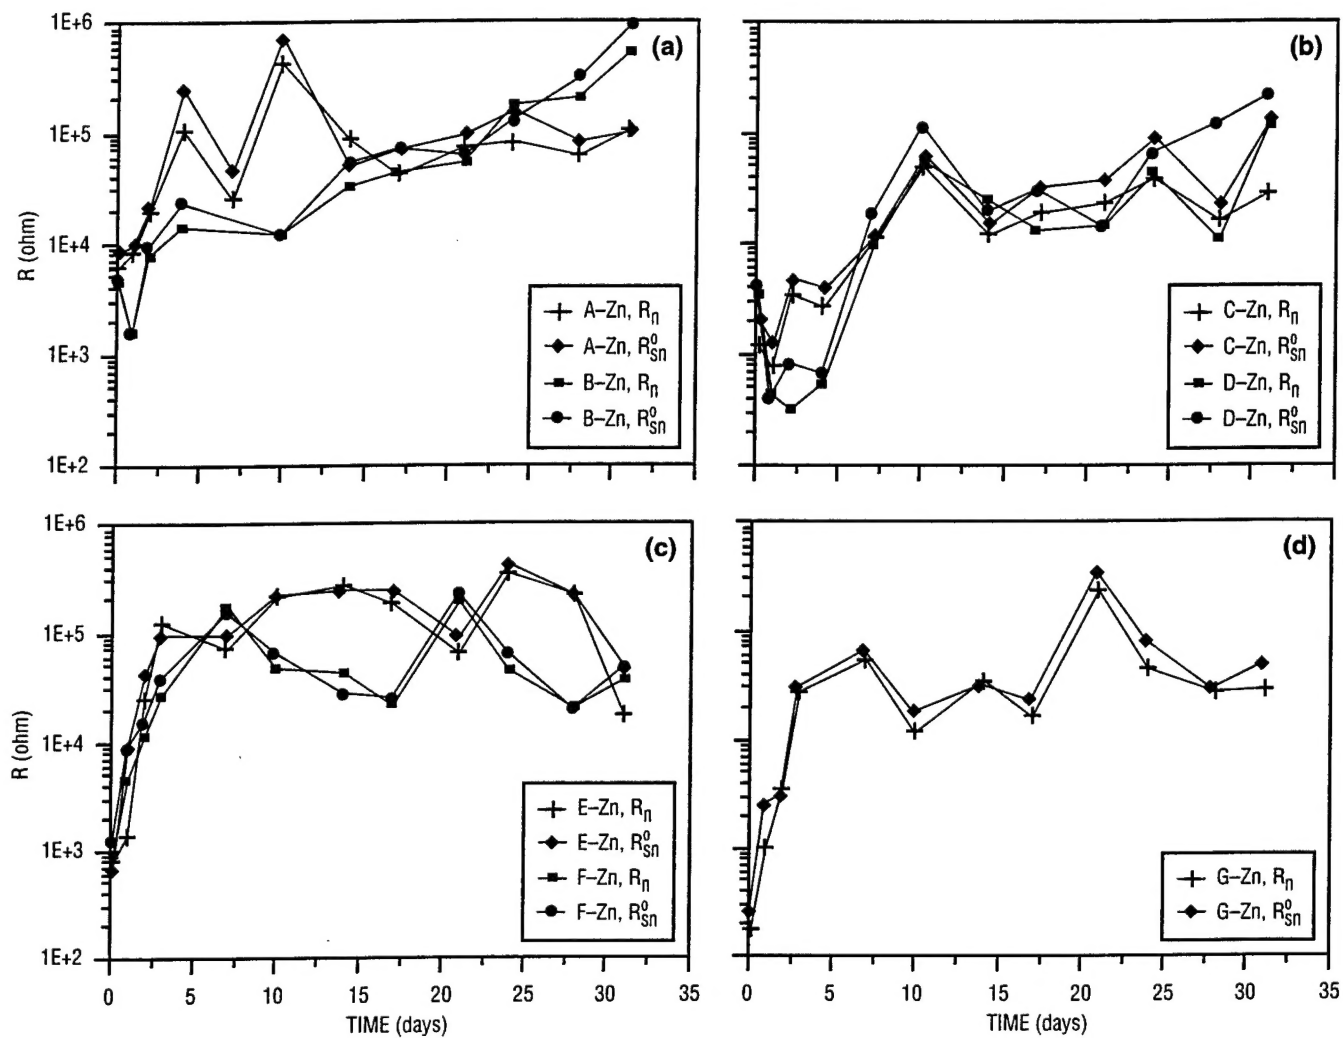 1E+6
(a)
1E+5
1E+4
R (ohm)
1E+3
1E+2
A–Zn, Rn
A–Zn, R°sn
B–Zn, Rn
B–Zn, R°sn
(b)
C–Zn, Rn
C–Zn, R°sn
D–Zn, Rn
D–Zn, R°sn
1E+6
(c)
1E+5
1E+4
R (ohm)
1E+3
1E+2
E–Zn, Rn
E–Zn, R°sn
F–Zn, Rn
F–Zn, R°sn
0 5 10 15 20 25 30 35
TIME (days)
(d)
G–Zn, Rn
G–Zn, R°sn
0 5 10 15 20 25 30 35
TIME (days)